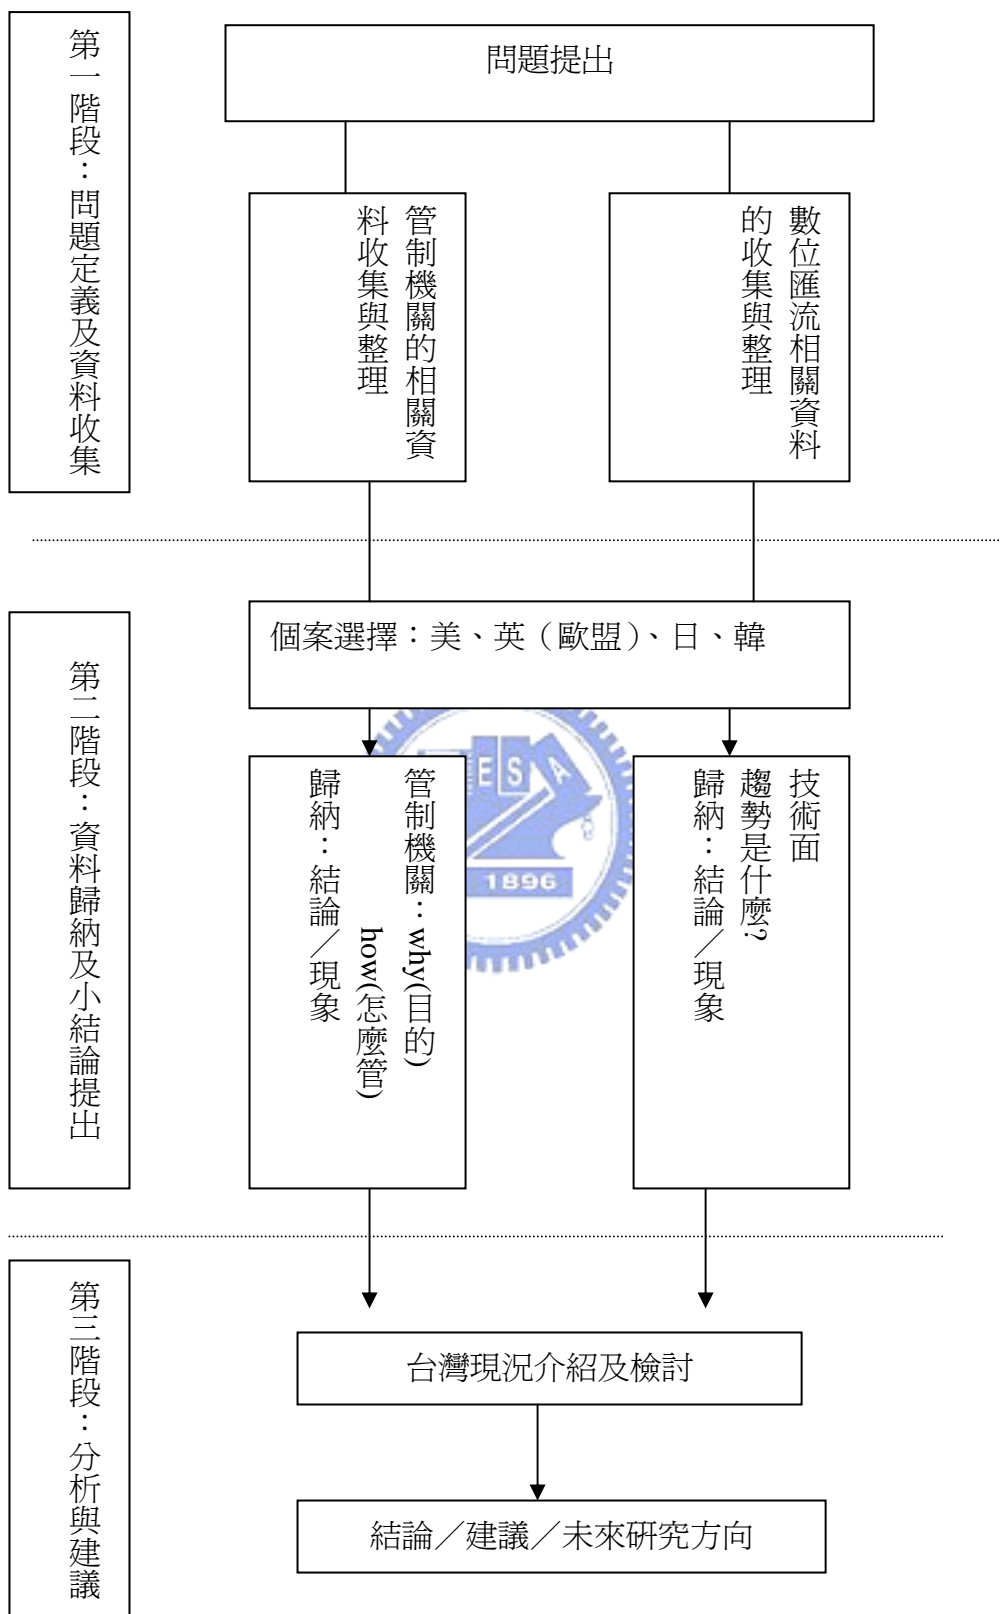 第一階段：問題定義及資料收集
問題提出
管制機關的相關資
料收集與整理
數位匯流相關資料
的收集與整理
第二階段：資料歸納及小結論提出
個案選擇：美、英（歐盟）、日、韓
管制機關：why(目的)
how(怎麼管)
歸納：結論／現象
技術面
趨勢是什麼?
歸納：結論／現象
E S A
1896
第三階段：分析與建議
台灣現況介紹及檢討
結論／建議／未來研究方向